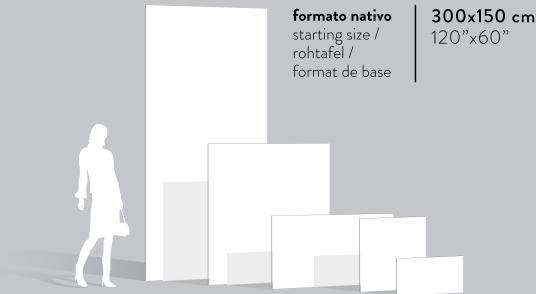 formato nativo
starting size /
rohtafel /
format de base
300x150 cm
120”x60”